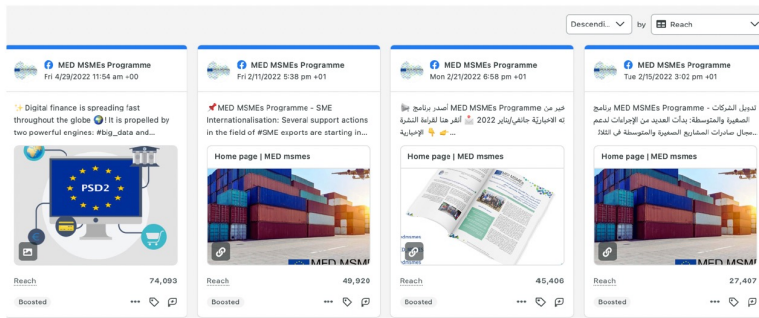 Descendi...
by
Reach
MED MSMEs Programme
Fri 4/29/2022 11:54 am +00
✨ Digital finance is spreading fast
throughout the globe 🌍! It is propelled by
two powerful engines: #big_data and...
PSD2
Reach 74,093
Boosted
MED MSMEs Programme
Fri 2/11/2022 5:38 pm +01
📌MED MSMEs Programme - SME
Internationalisation: Several support actions
in the field of #SME exports are starting in...
Home page | MED msmes
MED MSM
Reach 49,920
Boosted
MED MSMEs Programme
Mon 2/21/2022 6:58 pm +01
خبر من MED MSMEs Programme أصدر برنامج
انقر هنا لقراءة النشرة 2022 جانفي/يناير الاخباريّة
الإخبارية 👇 👉...
Home page | MED msmes
Reach 45,406
Boosted
MED MSMEs Programme
Tue 2/15/2022 3:02 pm +01
تدويل الشركات - MED MSMEs Programme برنامج
الصغيرة والمتوسطة: بدأت العديد من الإجراءات لدعم
...مجال صادرات المشاريع الصغيرة والمتوسطة في
Home page | MED msmes
MED MSMI
Reach 27,407
Boosted